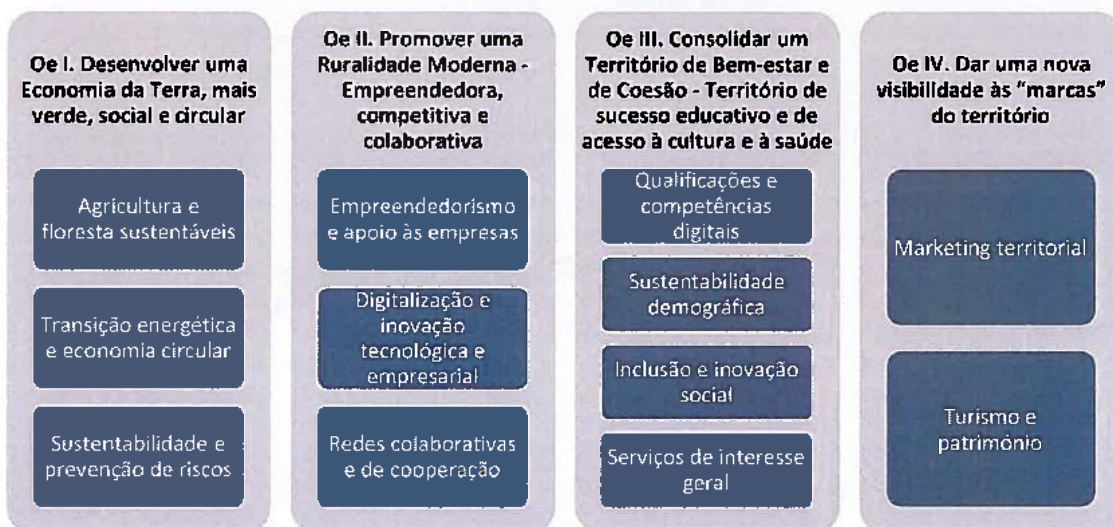 Oe I. Desenvolver uma
Economia da Terra, mais
verde, social e circular
Agricultura e
floresta sustentáveis
Transição energética
e economia circular
Sustentabilidade e
prevenção de riscos
Oe II. Promover uma
Ruralidade Moderna -
Empreendedora,
competitiva e
colaborativa
Empreendedorismo
e apoio às empresas
Digitalização e
inovação
tecnológica e
empresarial
Redes colaborativas
e de cooperação
Oe III. Consolidar um
Território de Bem-estar e
de Coesão - Território de
sucesso educativo e de
acesso à cultura e à saúde
Qualificações e
competências
digitais
Sustentabilidade
demográfica
Inclusão e inovação
social
Serviços de interesse
geral
Oe IV. Dar uma nova
visibilidade às “marcas”
do território
Marketing territorial
Turismo e
património